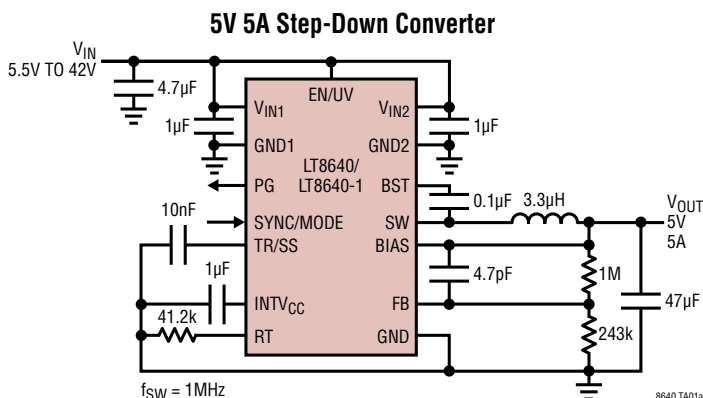 5V 5A Step-Down Converter
VIN
5.5V TO 42V
4.7µF
EN/UV
VIN1
VIN2
1µF
1µF
GND1
GND2
LT8640/
LT8640-1
PG
BST
0.1µF
3.3µH
VOUT
5V
5A
10nF
SYNC/MODE
SW
TR/SS
BIAS
1µF
4.7pF
1M
INTVCC
FB
47µF
41.2k
243k
RT
GND
fSW = 1MHz
8640 TA01a